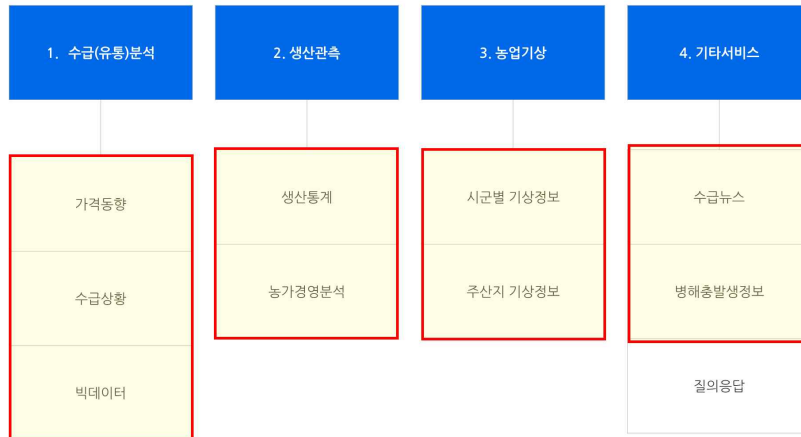 1. 수급(유통)분석
2. 생산관측
3. 농업기상
4. 기타서비스
가격동향
생산통계
시군별 기상정보
수급뉴스
수급상황
농가경영분석
주산지 기상정보
병해충발생정보
빅데이터
질의응답